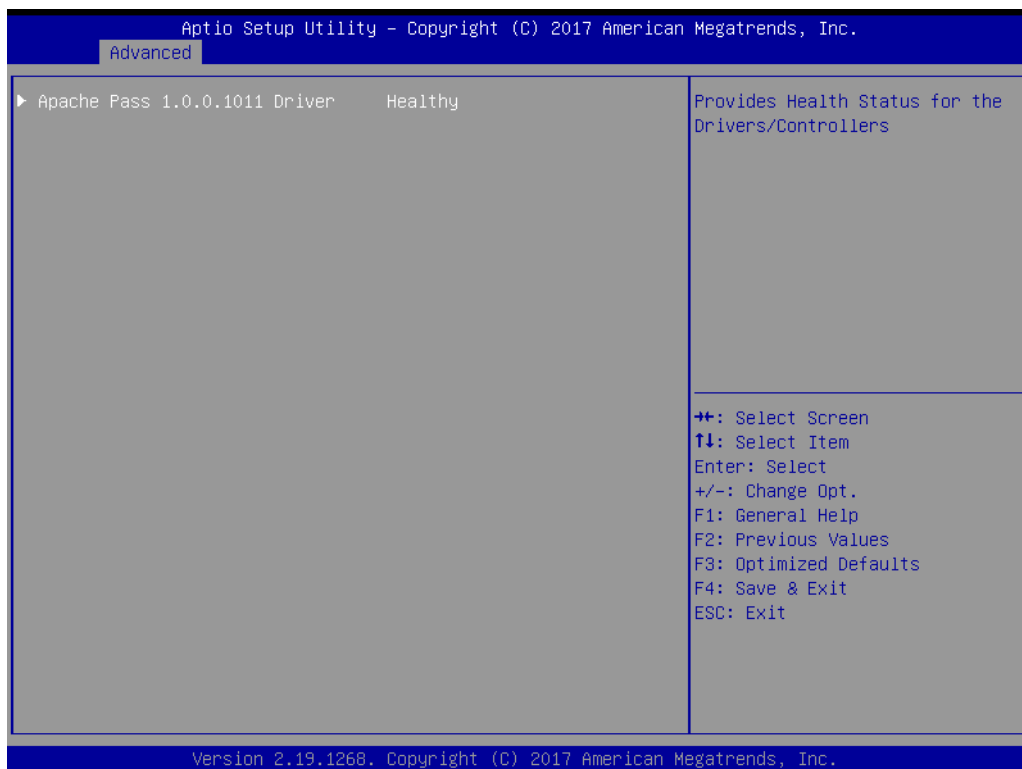 Aptio Setup Utility – Copyright (C) 2017 American Megatrends, Inc.
Advanced
▶ Apache Pass 1.0.0.1011 Driver Healthy
Provides Health Status for the
Drivers/Controllers
→←: Select Screen
↑↓: Select Item
Enter: Select
+/-: Change Opt.
F1: General Help
F2: Previous Values
F3: Optimized Defaults
F4: Save & Exit
ESC: Exit
Version 2.19.1268. Copyright (C) 2017 American Megatrends, Inc.